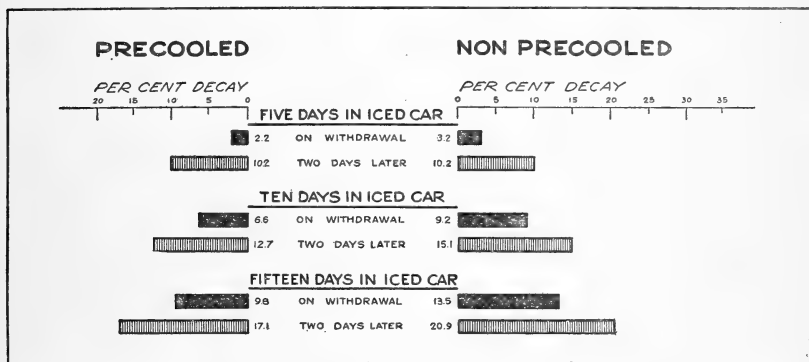 PRECOOLED NON PRECOOLED
PER CENT DECAY PER CENT DECAY
20 15 10 5 0 0 5 10 15 20 25 30 35
FIVE DAYS IN ICED CAR
2.2 ON WITHDRAWAL 3.2
10.2 TWO DAYS LATER 10.2
TEN DAYS IN ICED CAR
6.6 ON WITHDRAWAL 9.2
12.7 TWO DAYS LATER 15.1
FIFTEEN DAYS IN ICED CAR
9.8 ON WITHDRAWAL 13.5
17.1 TWO DAYS LATER 20.9